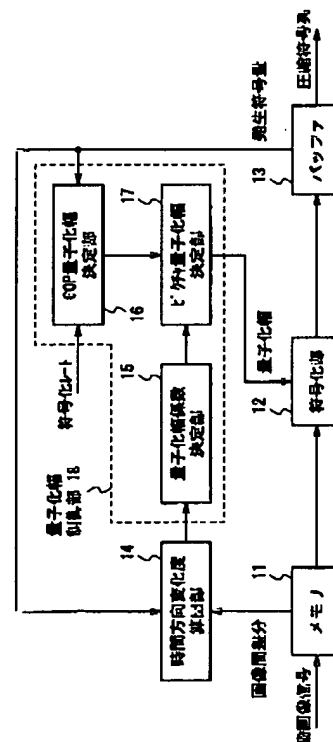 動画像信号
メモリ
11
画像間差分
時間方向変化度
算出部
14
量子化幅
制御部 18
量子化幅係数
決定部
15
符号化レート
GOP量子化幅
決定部
16
ピクチャ量子化幅
決定部
17
量子化幅
符号化部
12
発生符号量
バッファ
13
圧縮符号列